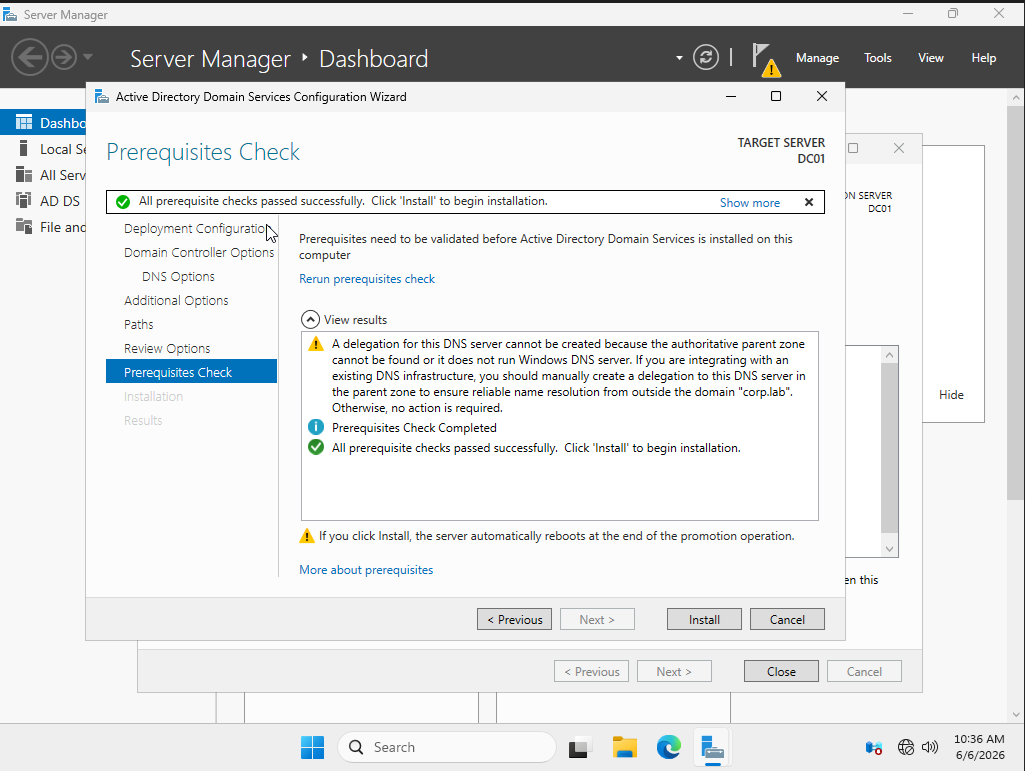 Server Manager
Server Manager Dashboard
Manage Tools View Help
Active Directory Domain Services Configuration Wizard
Dashbo
Local Se
All Serv
AD DS
File and
Prerequisites Check
TARGET SERVER
DC01
ON SERVER
DC01
All prerequisite checks passed successfully. Click 'Install' to begin installation.
Show more
Deployment Configuration
Domain Controller Options
DNS Options
Additional Options
Paths
Review Options
Prerequisites Check
Installation
Results
Prerequisites need to be validated before Active Directory Domain Services is installed on this
computer
Rerun prerequisites check
View results
A delegation for this DNS server cannot be created because the authoritative parent zone
cannot be found or it does not run Windows DNS server. If you are integrating with an
existing DNS infrastructure, you should manually create a delegation to this DNS server in
the parent zone to ensure reliable name resolution from outside the domain "corp.lab".
Otherwise, no action is required.
Prerequisites Check Completed
All prerequisite checks passed successfully. Click 'Install' to begin installation.
If you click Install, the server automatically reboots at the end of the promotion operation.
More about prerequisites
Hide
en this
< Previous Next > Install Cancel
< Previous Next > Close Cancel
Search
10:36 AM
6/6/2026